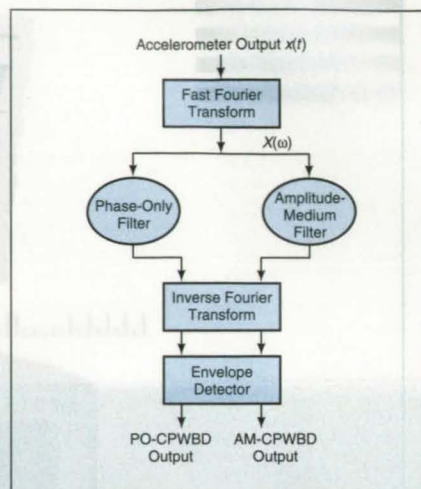 Accelerometer Output x(t)
Fast Fourier
Transform
X(ω)
Phase-Only
Filter
Amplitude-
Medium
Filter
Inverse Fourier
Transform
Envelope
Detector
PO-CPWBD
Output
AM-CPWBD
Output